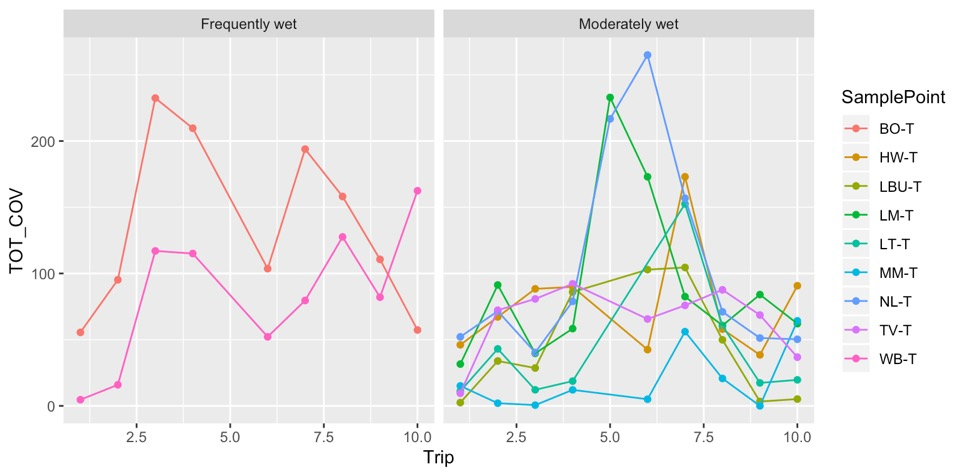 Frequently wet
Moderately wet
TOT_COV
200
100
0
2.5
5.0
7.5
10.0
2.5
5.0
7.5
10.0
Trip
SamplePoint
BO-T
HW-T
LBU-T
LM-T
LT-T
MM-T
NL-T
TV-T
WB-T